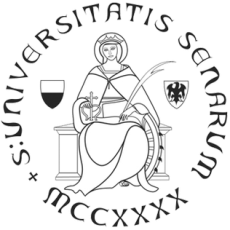 + S: UNIVERSITATIS SENARUM
MCCXXXX